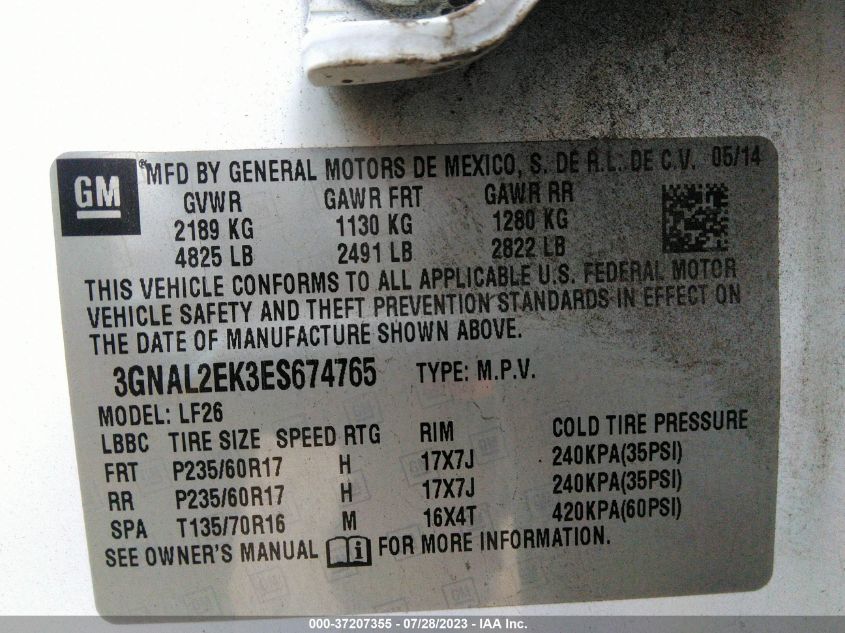 GM ®MFD BY GENERAL MOTORS DE MEXICO, S. DE R.L. DE C.V. 05/14
GVWR GAWR FRT GAWR RR
2189 KG 1130 KG 1280 KG
4825 LB 2491 LB 2822 LB
THIS VEHICLE CONFORMS TO ALL APPLICABLE U.S. FEDERAL MOTOR
VEHICLE SAFETY AND THEFT PREVENTION STANDARDS IN EFFECT ON
THE DATE OF MANUFACTURE SHOWN ABOVE.
3GNAL2EK3ES674765 TYPE: M.P.V.
MODEL: LF26
LBBC TIRE SIZE SPEED RTG RIM COLD TIRE PRESSURE
FRT P235/60R17 H 17X7J 240KPA(35PSI)
RR P235/60R17 H 17X7J 240KPA(35PSI)
SPA T135/70R16 M 16X4T 420KPA(60PSI)
SEE OWNER'S MANUAL i FOR MORE INFORMATION.
000-37207355 - 07/28/2023 - IAA Inc.